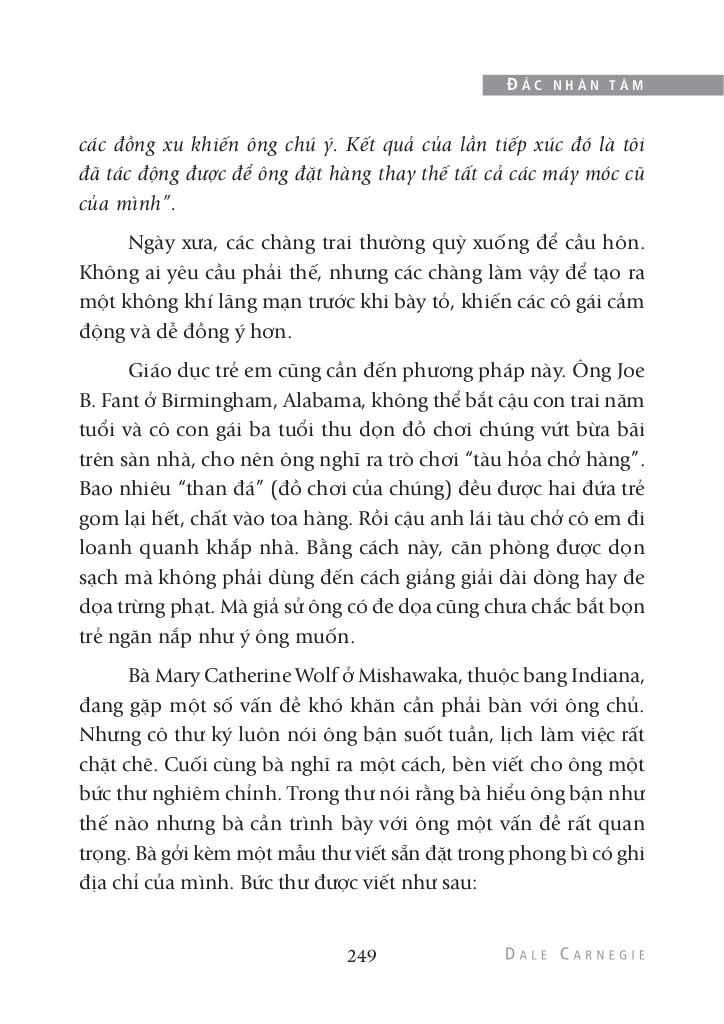 ĐẮC NHÂN TÂM
các đồng xu khiến ông chú ý. Kết quả của lần tiếp xúc đó là tôi
đã tác động được để ông đặt hàng thay thế tất cả các máy móc cũ
của mình”.
Ngày xưa, các chàng trai thường quỳ xuống để cầu hôn.
Không ai yêu cầu phải thế, nhưng các chàng làm vậy để tạo ra
một không khí lãng mạn trước khi bày tỏ, khiến các cô gái cảm
động và dễ đồng ý hơn.
Giáo dục trẻ em cũng cần đến phương pháp này. Ông Joe
B. Fant ở Birmingham, Alabama, không thể bắt cậu con trai năm
tuổi và cô con gái ba tuổi thu dọn đồ chơi chúng vứt bừa bãi
trên sàn nhà, cho nên ông nghĩ ra trò chơi “tàu hỏa chở hàng”.
Bao nhiêu “than đá” (đồ chơi của chúng) đều được hai đứa trẻ
gom lại hết, chất vào toa hàng. Rồi cậu anh lái tàu chở cô em đi
loanh quanh khắp nhà. Bằng cách này, căn phòng được dọn
sạch mà không phải dùng đến cách giảng giải dài dòng hay đe
dọa trừng phạt. Mà giả sử ông có đe dọa cũng chưa chắc bắt bọn
trẻ ngăn nắp như ý ông muốn.
Bà Mary Catherine Wolf ở Mishawaka, thuộc bang Indiana,
đang gặp một số vấn đề khó khăn cần phải bàn với ông chủ.
Nhưng cô thư ký luôn nói ông bận suốt tuần, lịch làm việc rất
chặt chẽ. Cuối cùng bà nghĩ ra một cách, bèn viết cho ông một
bức thư nghiêm chỉnh. Trong thư nói rằng bà hiểu ông bận như
thế nào nhưng bà cần trình bày với ông một vấn đề rất quan
trọng. Bà gởi kèm một mẫu thư viết sẵn đặt trong phong bì có ghi
địa chỉ của mình. Bức thư được viết như sau:
249
DALE CARNEGIE